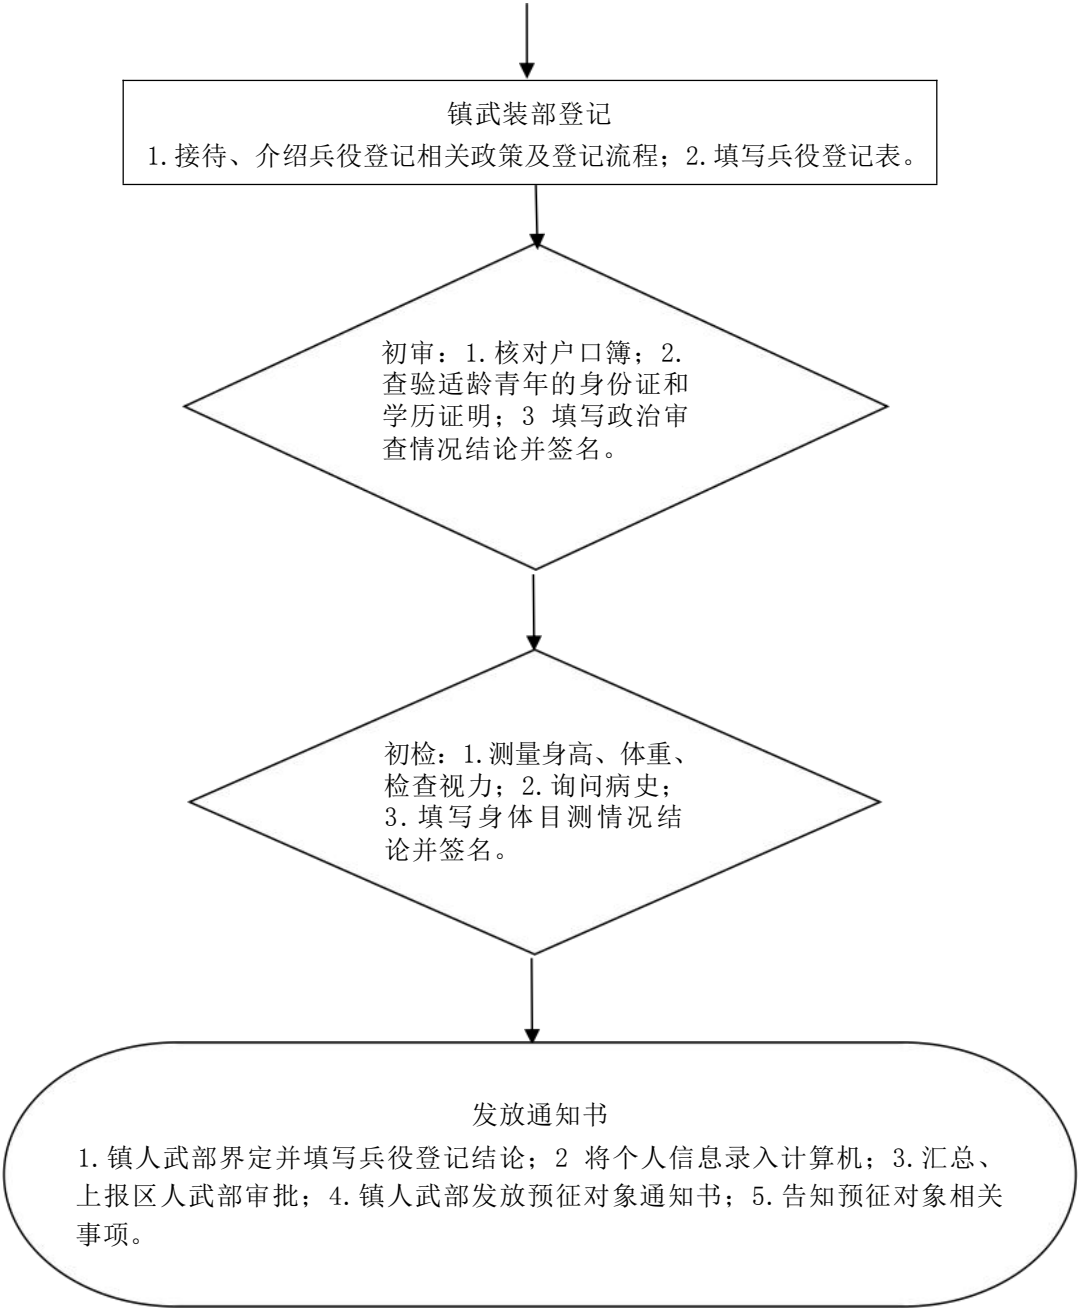 镇武装部登记
1.接待、介绍兵役登记相关政策及登记流程；2.填写兵役登记表。
初审：1.核对户口簿；2.
查验适龄青年的身份证和
学历证明；3 填写政治审
查情况结论并签名。
初检：1.测量身高、体重、
检查视力；2.询问病史；
3.填写身体目测情况结
论并签名。
发放通知书
1.镇人武部界定并填写兵役登记结论；2 将个人信息录入计算机；3.汇总、
上报区人武部审批；4.镇人武部发放预征对象通知书；5.告知预征对象相关
事项。